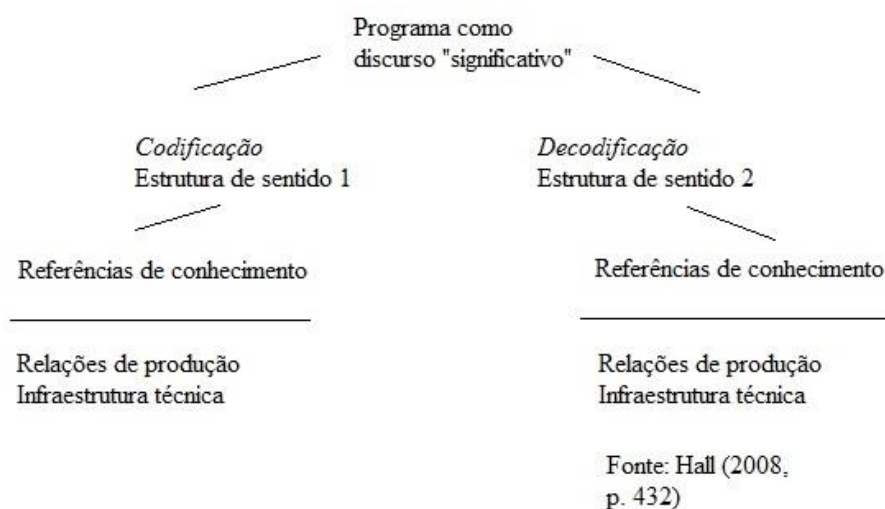 Programa como
discurso "significativo"
Codificação
Estrutura de sentido 1
Decodificação
Estrutura de sentido 2
Referências de conhecimento
Referências de conhecimento
Relações de produção
Infraestrutura técnica
Relações de produção
Infraestrutura técnica
Fonte: Hall (2008,
p. 432)